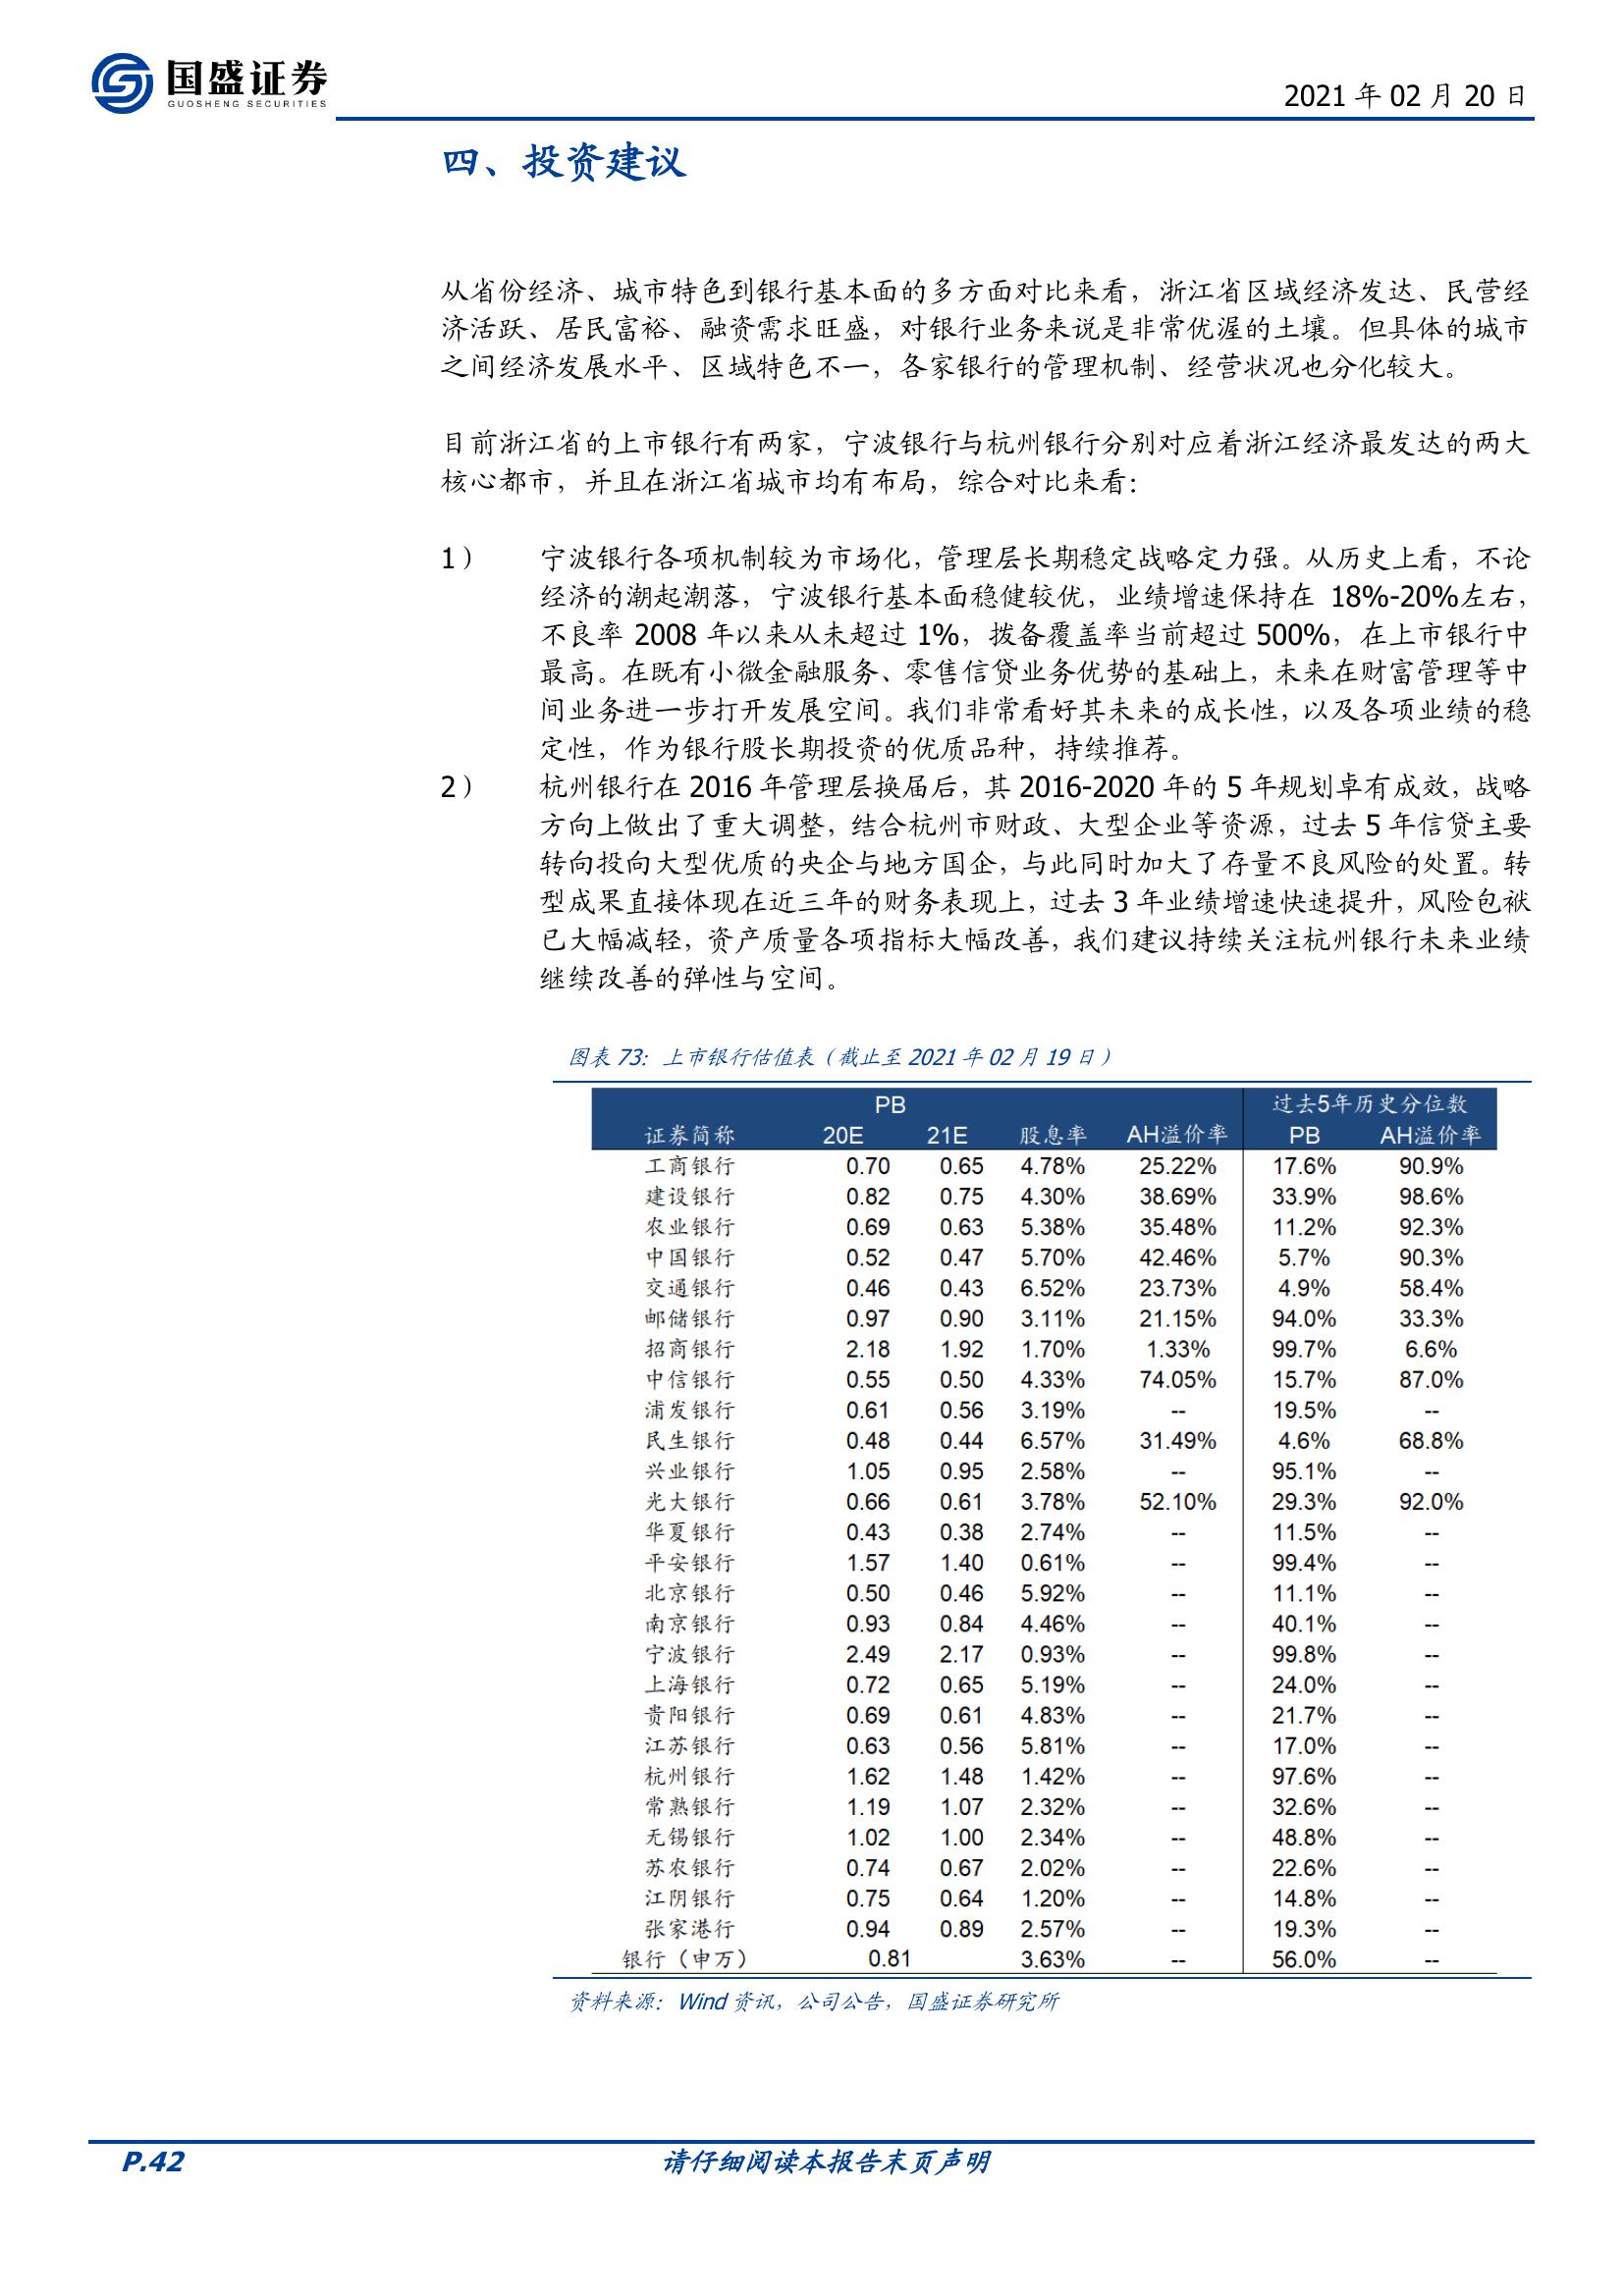 国盛证券
GUOSHENG SECURITIES
2021 年 02 月 20 日
四、投资建议
从省份经济、城市特色到银行基本面的多方面对比来看，浙江省区域经济发达、民营经
济活跃、居民富裕、融资需求旺盛，对银行业务来说是非常优渥的土壤。但具体的城市
之间经济发展水平、区域特色不一，各家银行的管理机制、经营状况也分化较大。
目前浙江省的上市银行有两家，宁波银行与杭州银行分别对应着浙江经济最发达的两大
核心都市，并且在浙江省城市均有布局，综合对比来看：
1） 宁波银行各项机制较为市场化，管理层长期稳定战略定力强。从历史上看，不论
经济的潮起潮落，宁波银行基本面稳健较优，业绩增速保持在 18%-20%左右，
不良率 2008 年以来从未超过 1%，拨备覆盖率当前超过 500%，在上市银行中
最高。在既有小微金融服务、零售信贷业务优势的基础上，未来在财富管理等中
间业务进一步打开发展空间。我们非常看好其未来的成长性，以及各项业绩的稳
定性，作为银行股长期投资的优质品种，持续推荐。
2） 杭州银行在 2016 年管理层换届后，其 2016-2020 年的 5 年规划卓有成效，战略
方向上做出了重大调整，结合杭州市财政、大型企业等资源，过去 5 年信贷主要
转向投向大型优质的央企与地方国企，与此同时加大了存量不良风险的处置。转
型成果直接体现在近三年的财务表现上，过去 3 年业绩增速快速提升，风险包袱
已大幅减轻，资产质量各项指标大幅改善，我们建议持续关注杭州银行未来业绩
继续改善的弹性与空间。
图表 73：上市银行估值表（截止至 2021 年 02 月 19 日）
PB 过去5年历史分位数
证券简称 20E 21E 股息率 AH溢价率 PB AH溢价率
工商银行 0.70 0.65 4.78% 25.22% 17.6% 90.9%
建设银行 0.82 0.75 4.30% 38.69% 33.9% 98.6%
农业银行 0.69 0.63 5.38% 35.48% 11.2% 92.3%
中国银行 0.52 0.47 5.70% 42.46% 5.7% 90.3%
交通银行 0.46 0.43 6.52% 23.73% 4.9% 58.4%
邮储银行 0.97 0.90 3.11% 21.15% 94.0% 33.3%
招商银行 2.18 1.92 1.70% 1.33% 99.7% 6.6%
中信银行 0.55 0.50 4.33% 74.05% 15.7% 87.0%
浦发银行 0.61 0.56 3.19% -- 19.5% --
民生银行 0.48 0.44 6.57% 31.49% 4.6% 68.8%
兴业银行 1.05 0.95 2.58% -- 95.1% --
光大银行 0.66 0.61 3.78% 52.10% 29.3% 92.0%
华夏银行 0.43 0.38 2.74% -- 11.5% --
平安银行 1.57 1.40 0.61% -- 99.4% --
北京银行 0.50 0.46 5.92% -- 11.1% --
南京银行 0.93 0.84 4.46% -- 40.1% --
宁波银行 2.49 2.17 0.93% -- 99.8% --
上海银行 0.72 0.65 5.19% -- 24.0% --
贵阳银行 0.69 0.61 4.83% -- 21.7% --
江苏银行 0.63 0.56 5.81% -- 17.0% --
杭州银行 1.62 1.48 1.42% -- 97.6% --
常熟银行 1.19 1.07 2.32% -- 32.6% --
无锡银行 1.02 1.00 2.34% -- 48.8% --
苏农银行 0.74 0.67 2.02% -- 22.6% --
江阴银行 0.75 0.64 1.20% -- 14.8% --
张家港行 0.94 0.89 2.57% -- 19.3% --
银行（申万） 0.81 3.63% -- 56.0% --
资料来源：Wind 资讯，公司公告，国盛证券研究所
P.42 请仔细阅读本报告末页声明